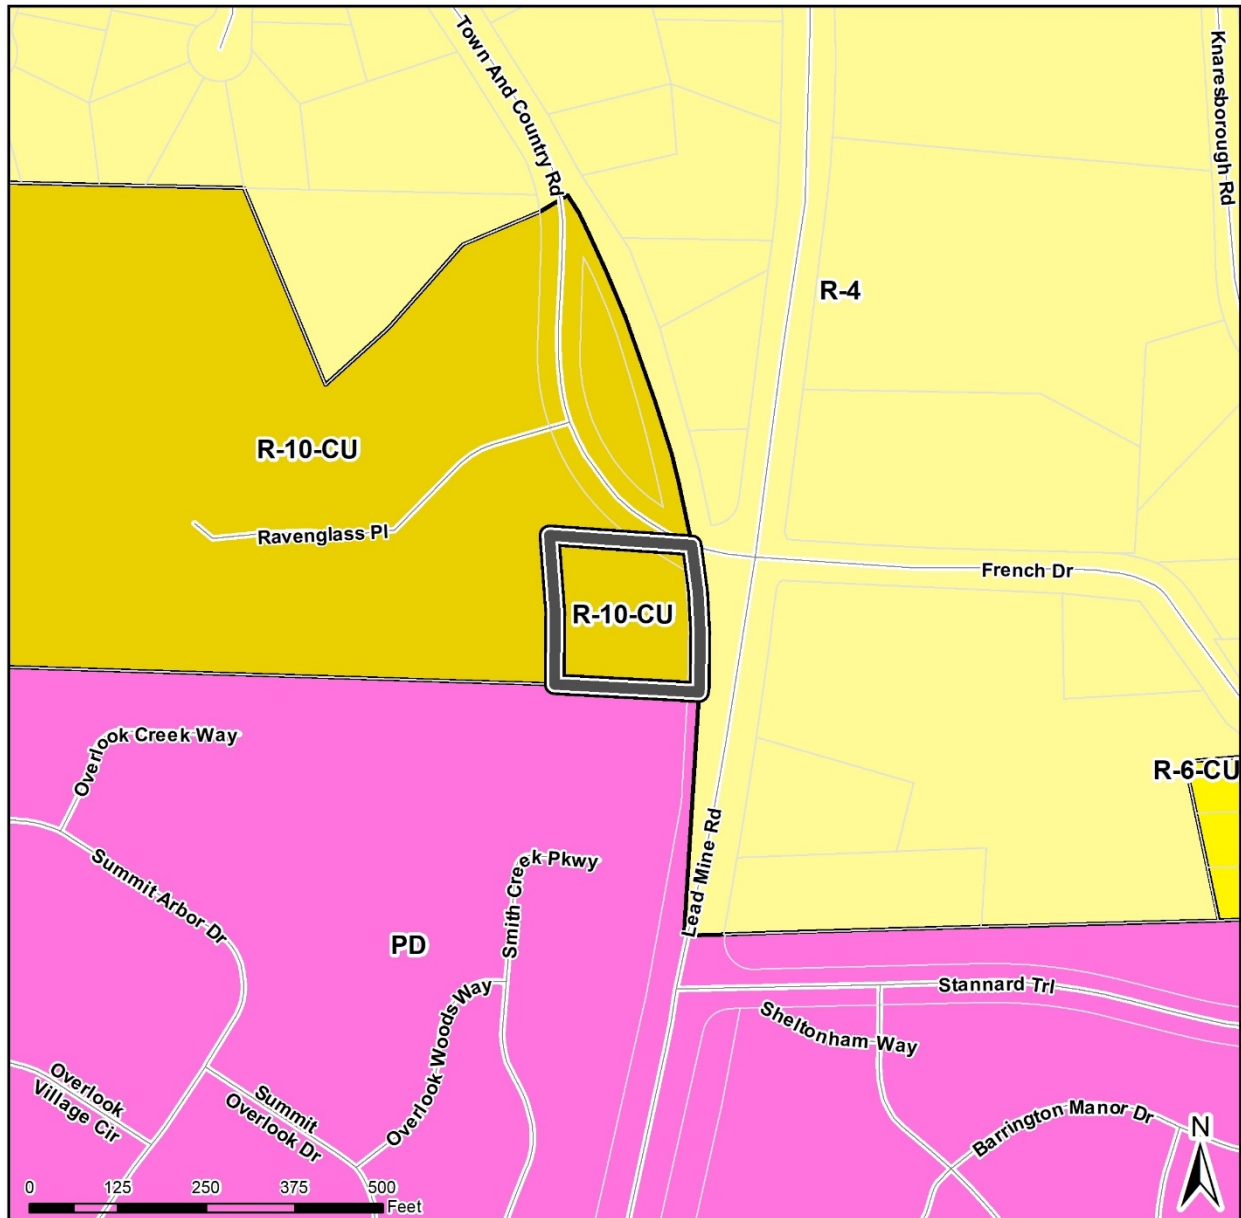 Town And Country Rd
Knaresborough Rd
R-4
R-10-CU
Ravenglass Pl
French Dr
R-10-CU
Overlook Creek Way
R-6-CU
Lead Mine Rd
Summit Arbor Dr
Smith Creek Pkwy
PD
Overlook Woods Way
Stannard Trl
Sheltonham Way
Overlook
Village Cir
Summit
Overlook Dr
Barrington Manor Dr
N
0 125 250 375 500
Feet